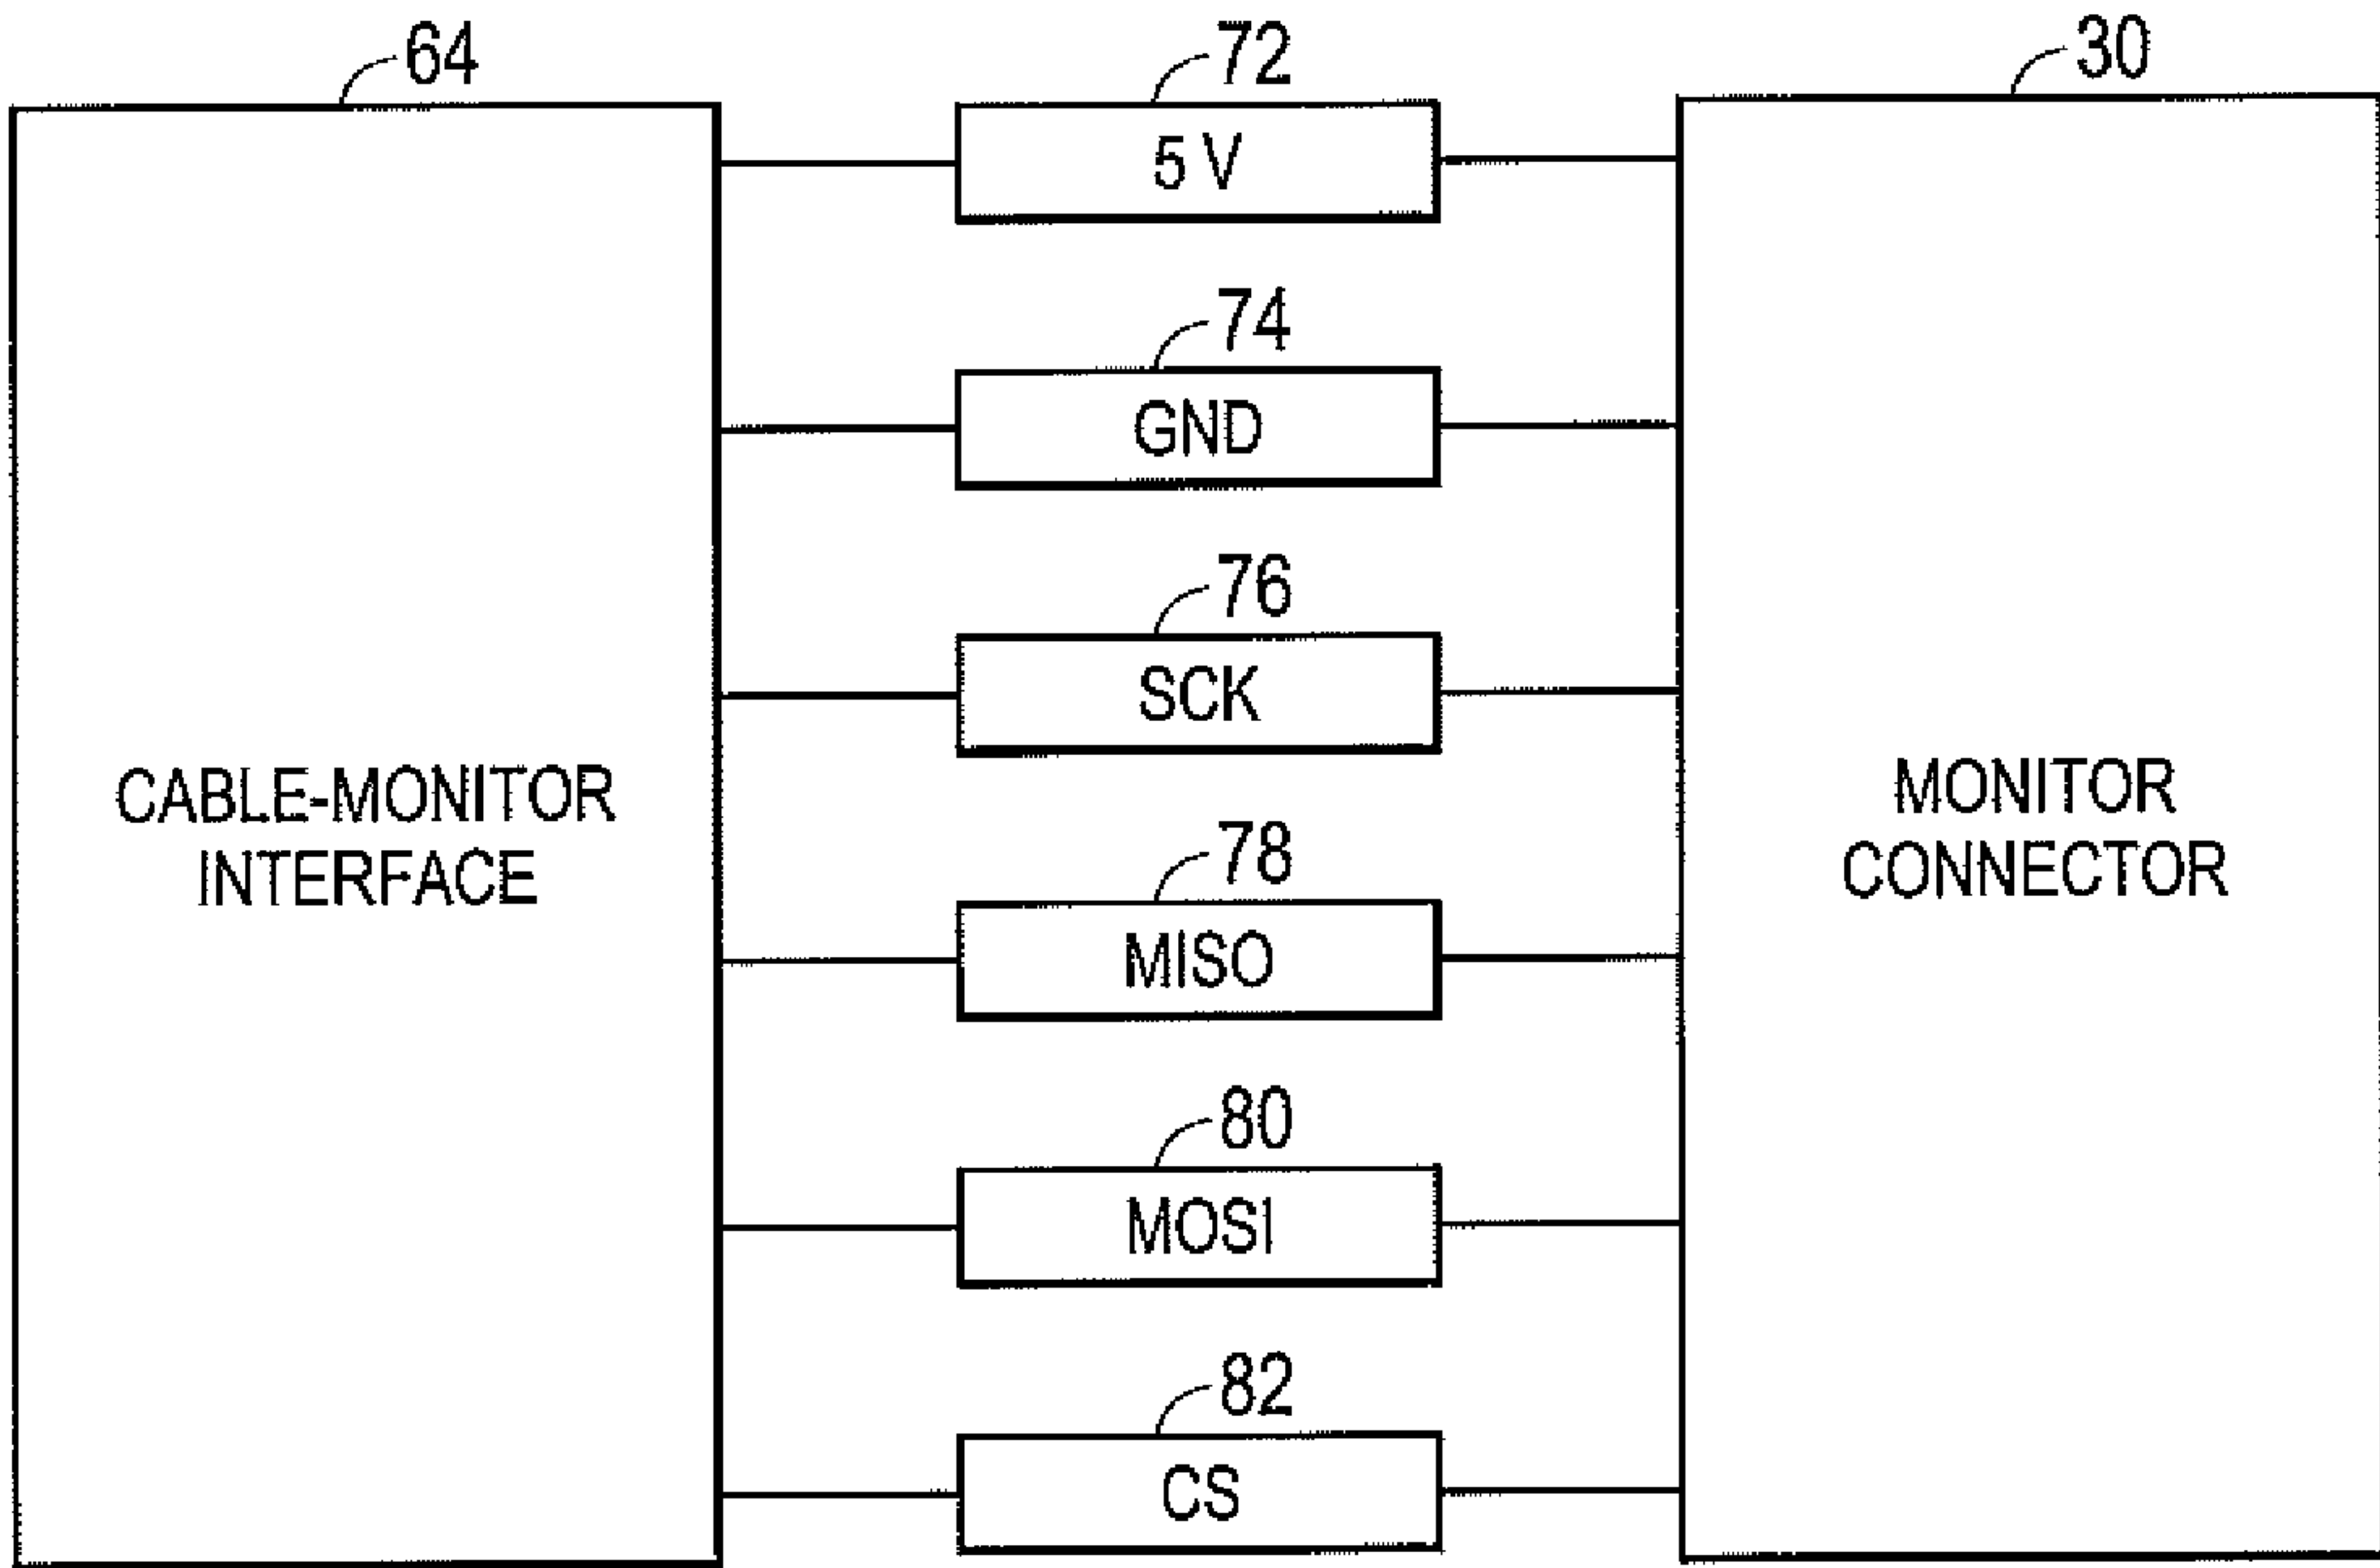 64
72
30
5 V
74
GND
76
SCK
CABLE-MONITOR
INTERFACE
MONITOR
CONNECTOR
78
MISO
80
MOSI
82
CS